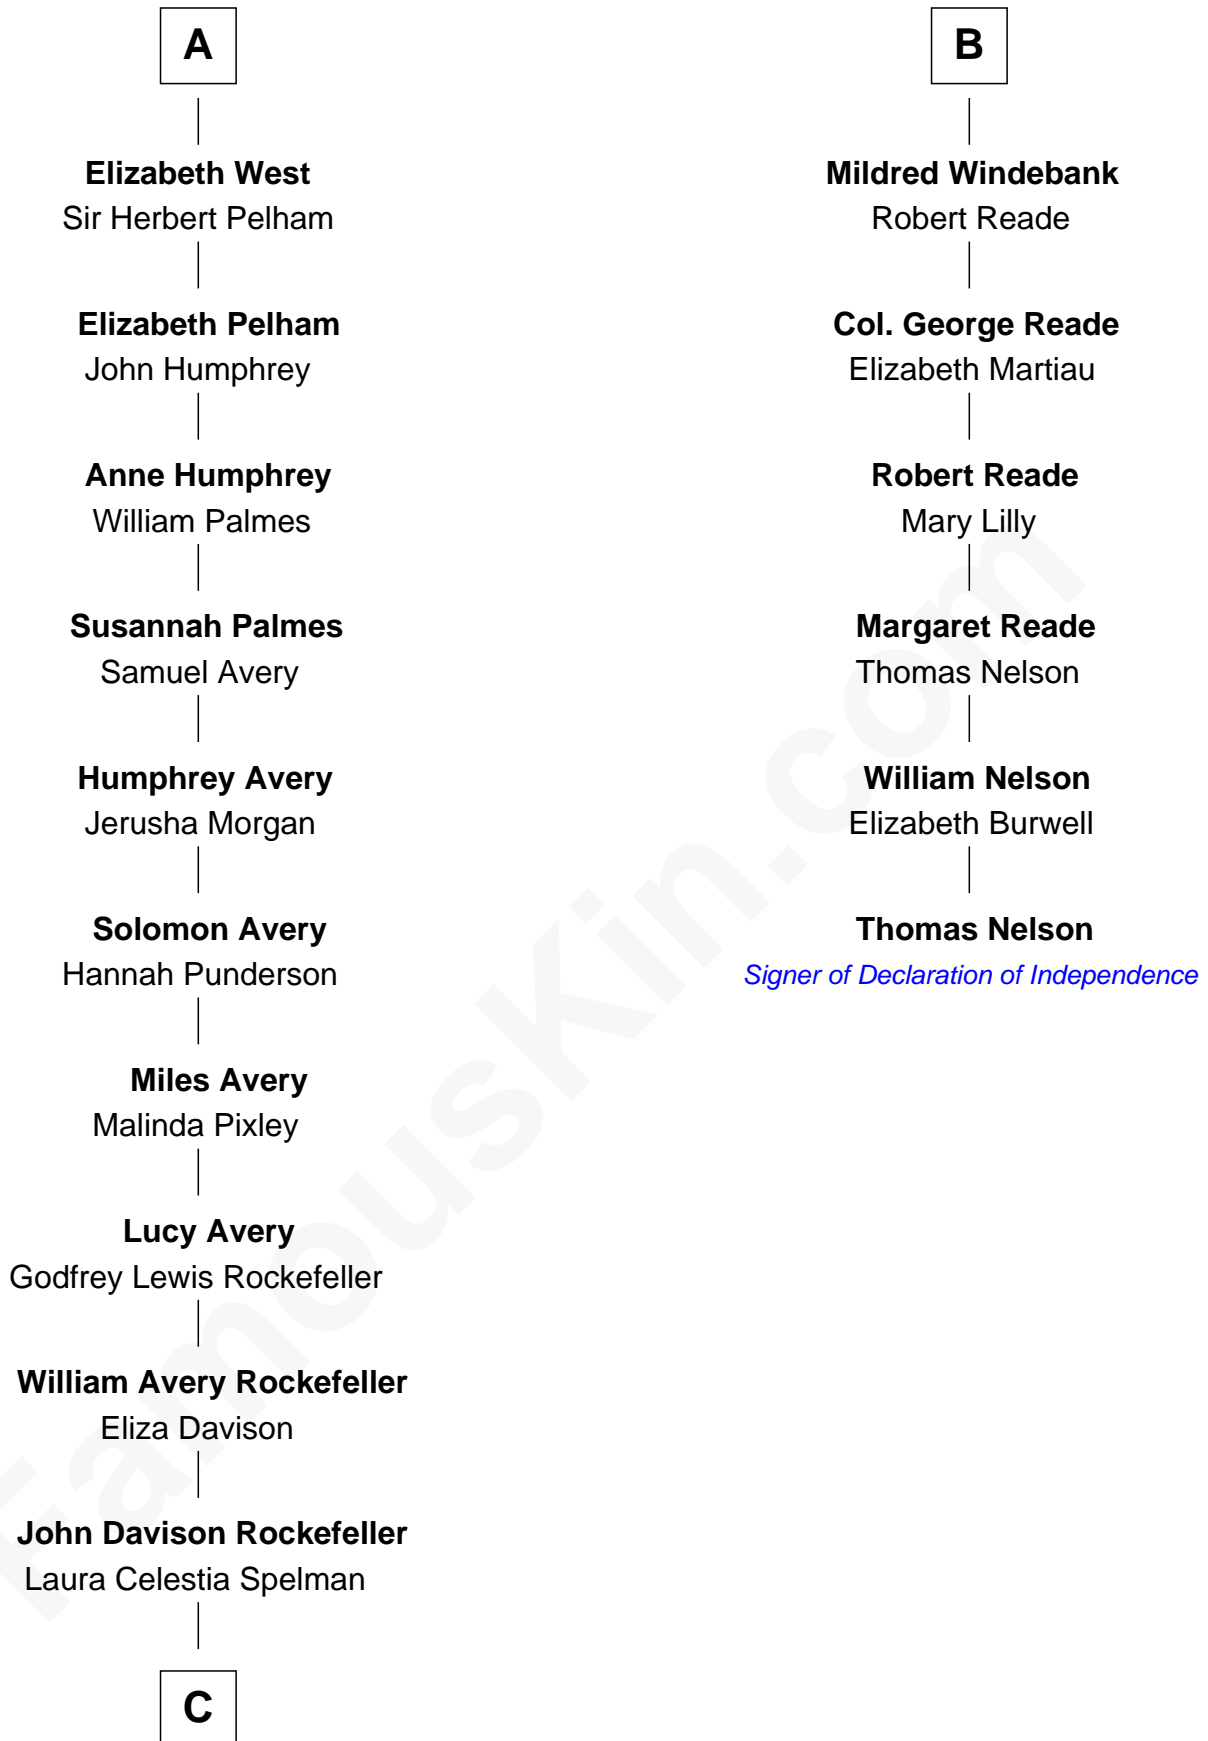 A
Elizabeth West
Sir Herbert Pelham
Elizabeth Pelham
John Humphrey
Anne Humphrey
William Palmes
Susannah Palmes
Samuel Avery
Humphrey Avery
Jerusha Morgan
Solomon Avery
Hannah Punderson
Miles Avery
Malinda Pixley
Lucy Avery
Godfrey Lewis Rockefeller
William Avery Rockefeller
Eliza Davison
John Davison Rockefeller
Laura Celestia Spelman
C
B
Mildred Windebank
Robert Reade
Col. George Reade
Elizabeth Martiau
Robert Reade
Mary Lilly
Margaret Reade
Thomas Nelson
William Nelson
Elizabeth Burwell
Thomas Nelson
Signer of Declaration of Independence
FamousKin.com